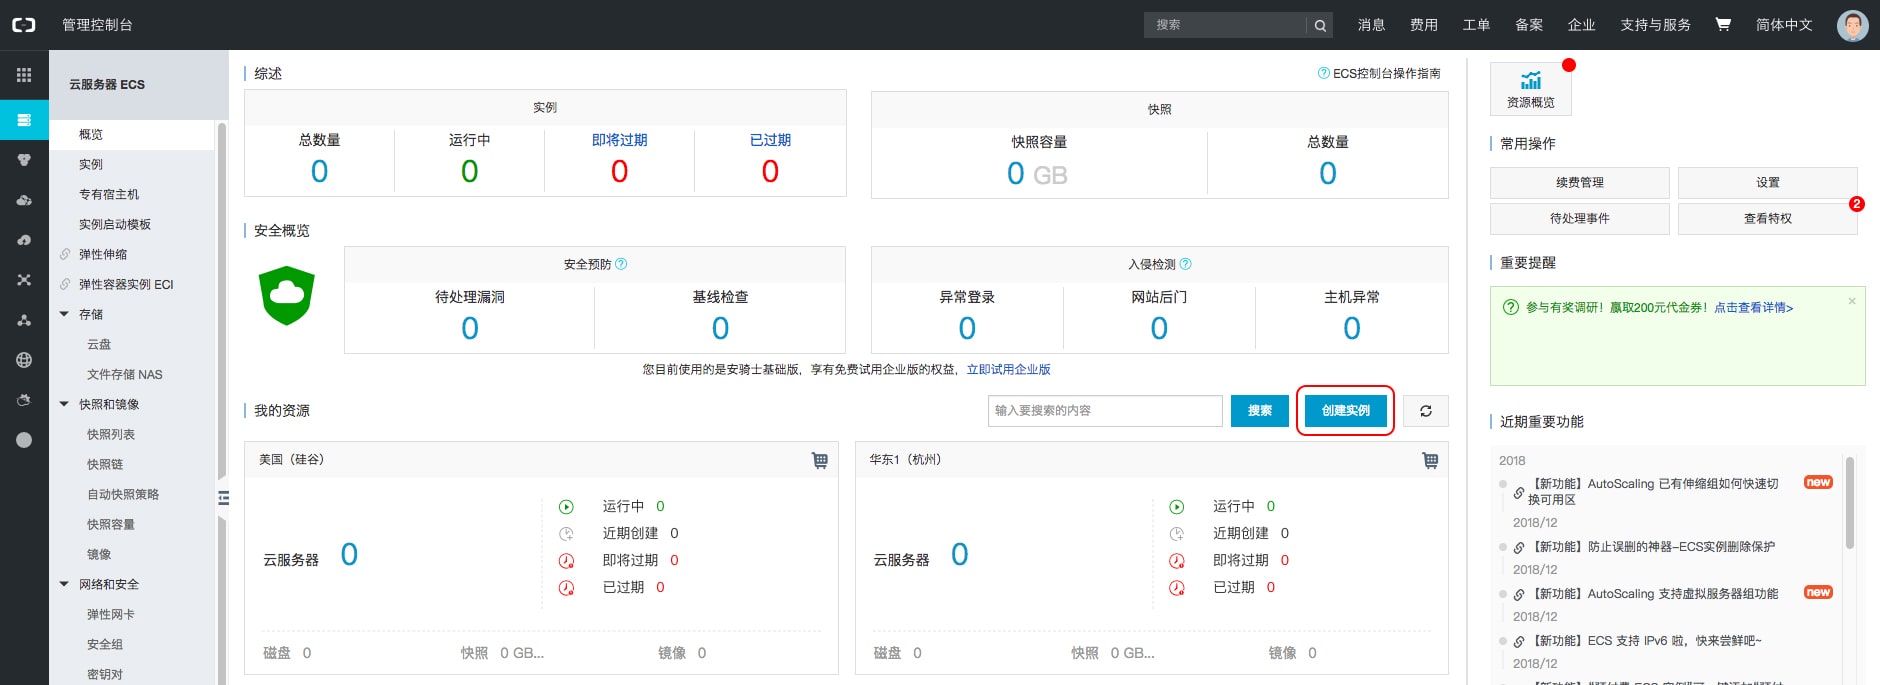 管理控制台
搜索
消息
费用
工单
备案
企业
支持与服务
简体中文
云服务器 ECS
概览
实例
专有宿主机
实例启动模板
弹性伸缩
弹性容器实例 ECI
存储
云盘
文件存储 NAS
快照和镜像
快照列表
快照链
自动快照策略
快照容量
镜像
网络和安全
弹性网卡
安全组
密钥对
综述
?ECS控制台操作指南
实例
总数量
运行中
即将过期
已过期
0
0
0
0
快照
快照容量
总数量
0 GB
0
安全概览
安全预防?
待处理漏洞
基线检查
0
0
入侵检测?
异常登录
网站后门
主机异常
0
0
0
您目前使用的是安骑士基础版，享有免费试用企业版的权益，立即试用企业版
我的资源
输入要搜索的内容
搜索
创建实例
美国（硅谷）
云服务器 0
运行中 0
近期创建 0
即将过期 0
已过期 0
磁盘 0
快照 0 GB...
镜像 0
华东1（杭州）
云服务器 0
运行中 0
近期创建 0
即将过期 0
已过期 0
磁盘 0
快照 0 GB...
镜像 0
资源概览
常用操作
续费管理
设置
待处理事件
查看特权
2
重要提醒
? 参与有奖调研！赢取200元代金券！点击查看详情>
×
近期重要功能
2018
【新功能】AutoScaling 已有伸缩组如何快速切
换可用区
new
2018/12
【新功能】防止误删的神器-ECS实例删除保护
2018/12
【新功能】AutoScaling 支持虚拟服务器组功能
new
2018/12
【新功能】ECS 支持 IPv6 啦，快来尝鲜吧~
2018/12